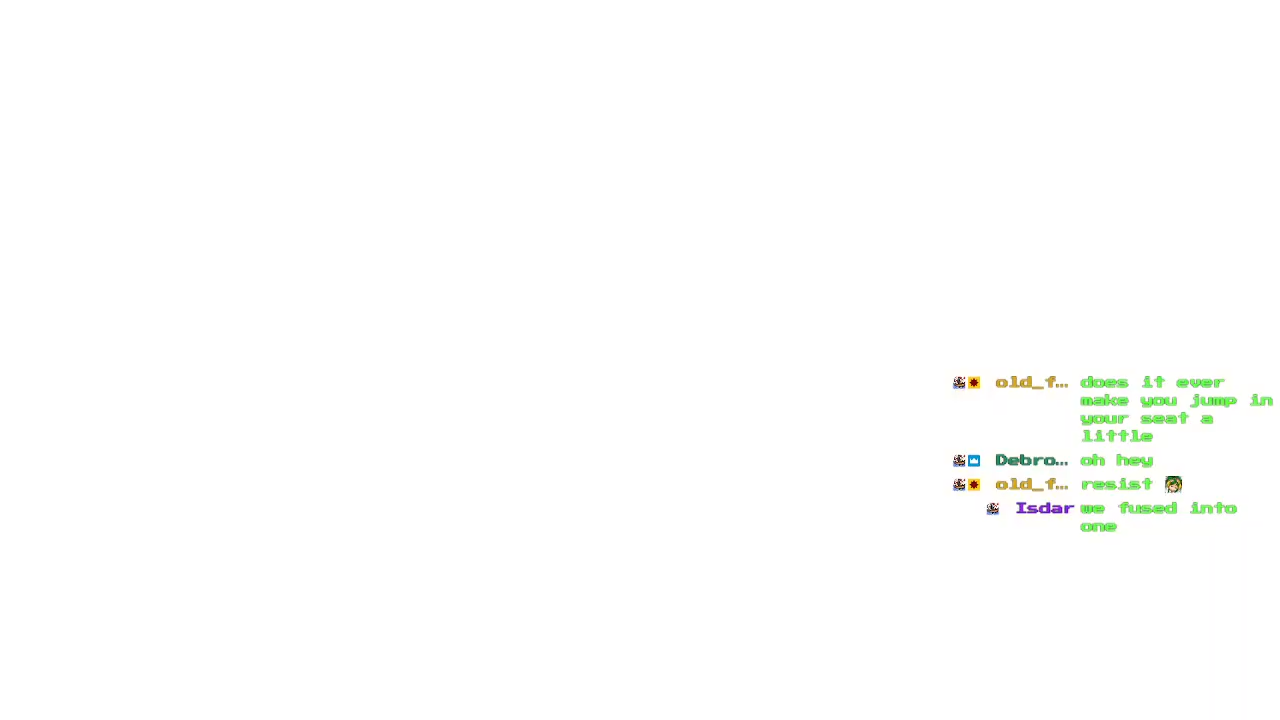 old_f... does it ever
make you jump in
your seat a
little
Debro... oh hey
old_f... resist
Isdar we fused into
one